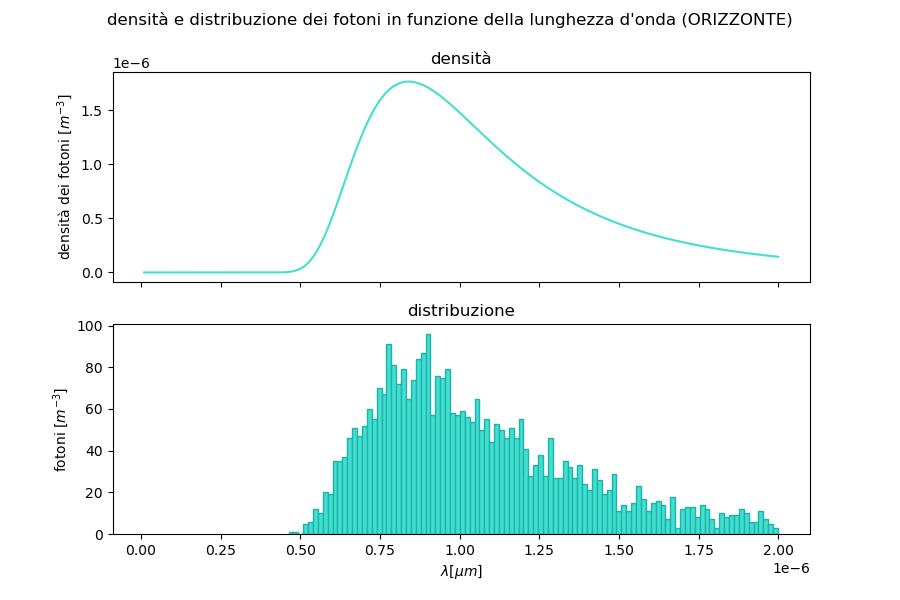 densità e distribuzione dei fotoni in funzione della lunghezza d'onda (ORIZZONTE)
densità
1e−6
densità dei fotoni [$m^{-3}$]
1.5
1.0
0.5
0.0
distribuzione
fotoni [$m^{-3}$]
100
80
60
40
20
0
0.00 0.25 0.50 0.75 1.00 1.25 1.50 1.75 2.00
λ[μm]
1e−6